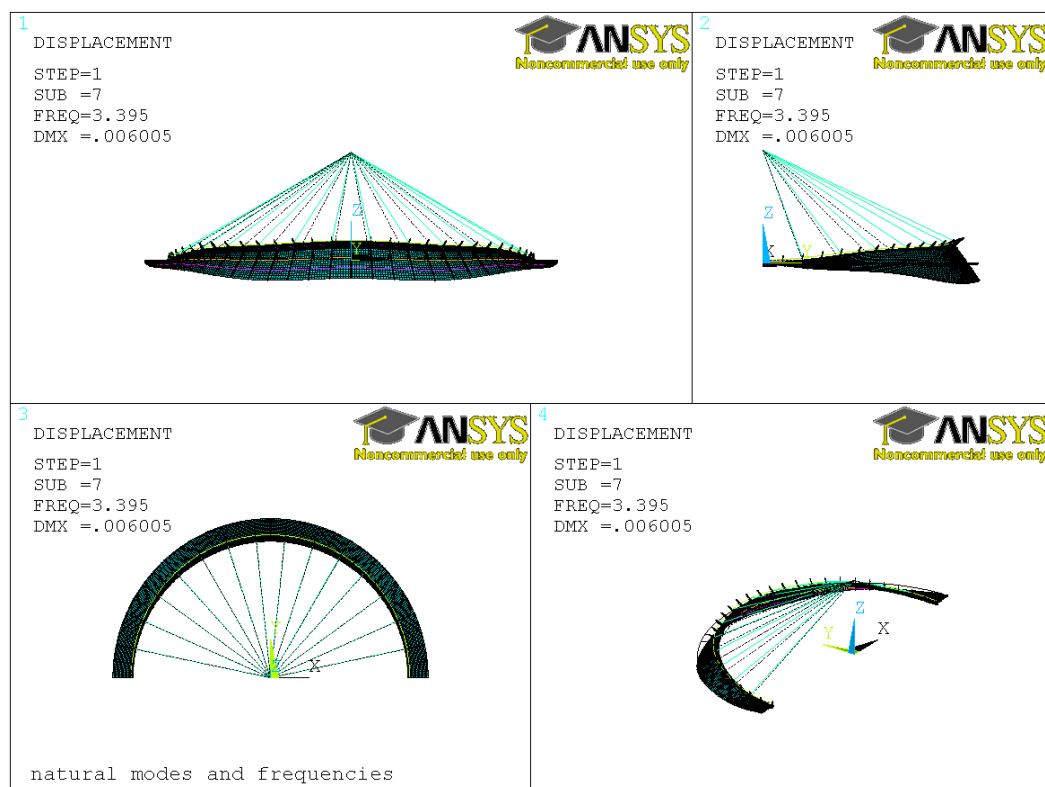 1
ANSYS
Noncommercial use only
DISPLACEMENT
STEP=1
SUB =7
FREQ=3.395
DMX =.006005
Z
Y
2
ANSYS
Noncommercial use only
DISPLACEMENT
STEP=1
SUB =7
FREQ=3.395
DMX =.006005
Z
X
Y
3
ANSYS
Noncommercial use only
DISPLACEMENT
STEP=1
SUB =7
FREQ=3.395
DMX =.006005
Y
Z
X
natural modes and frequencies
4
ANSYS
Noncommercial use only
DISPLACEMENT
STEP=1
SUB =7
FREQ=3.395
DMX =.006005
Z
Y
X